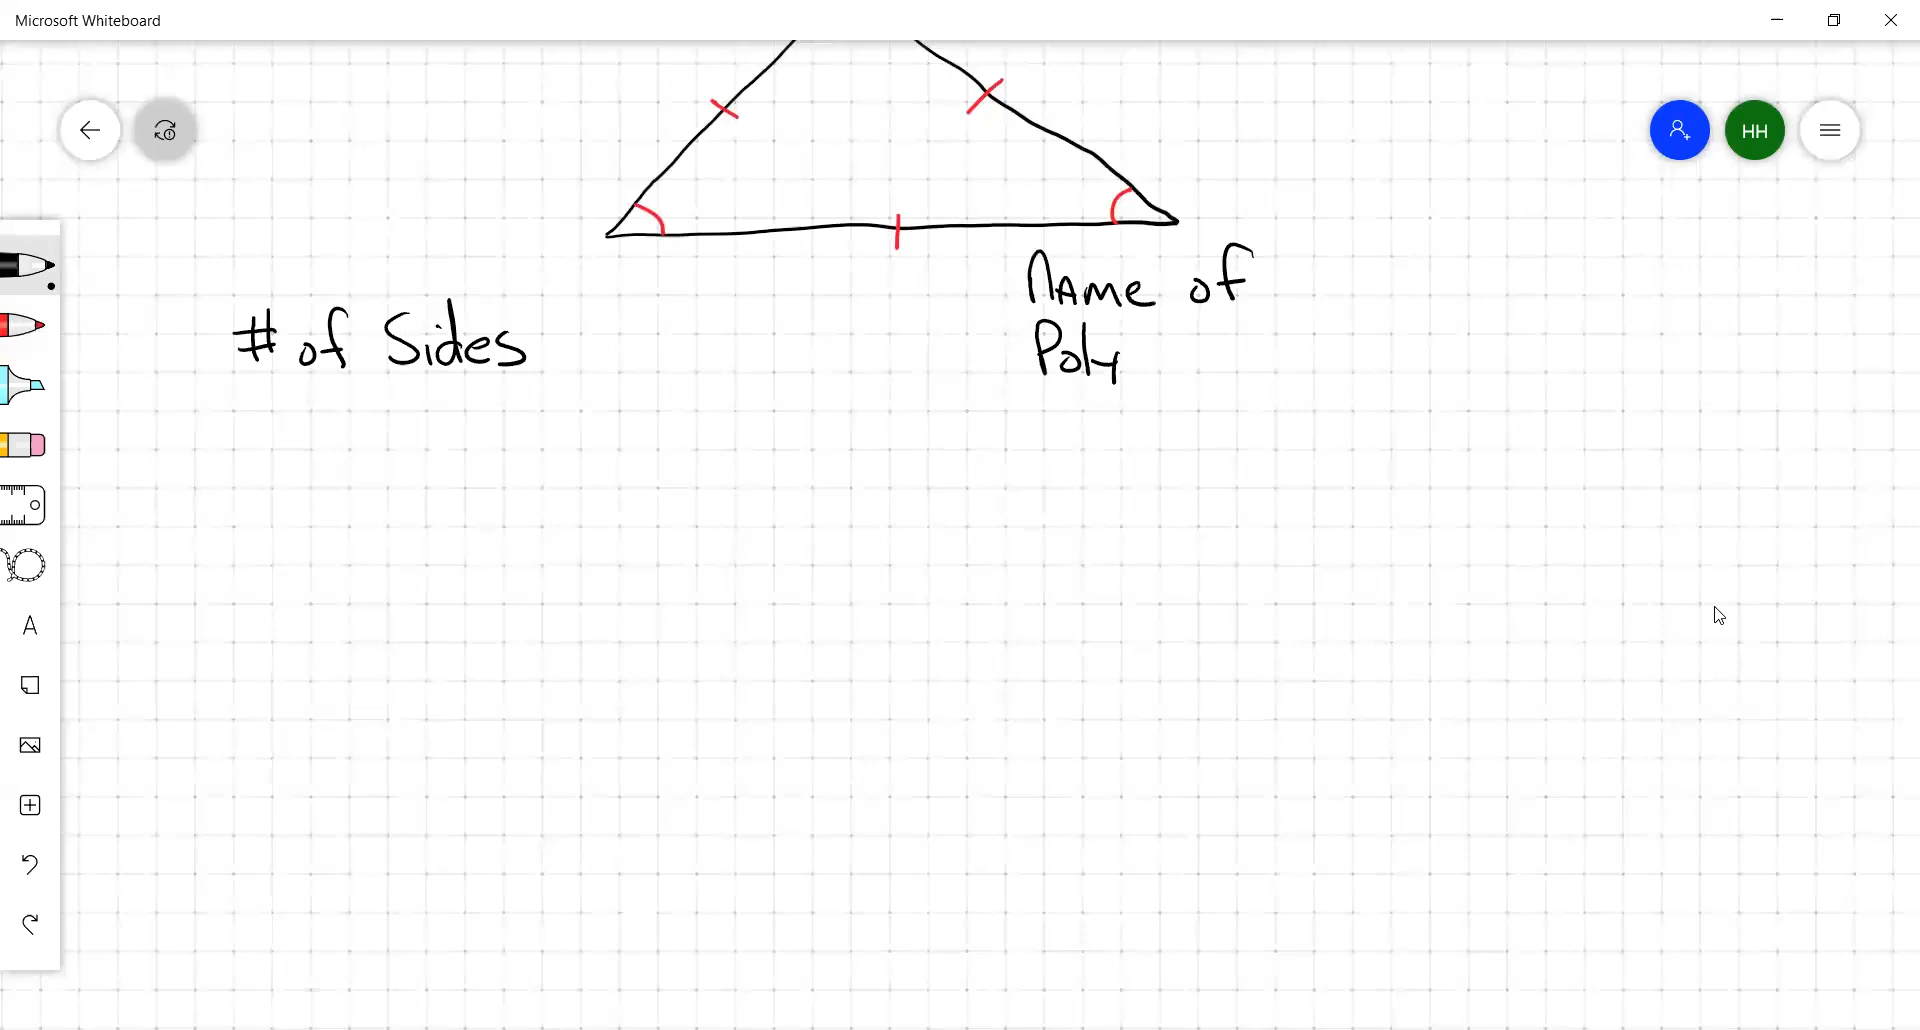 Microsoft Whiteboard
HH
Name of
# of Sides
Poly
A